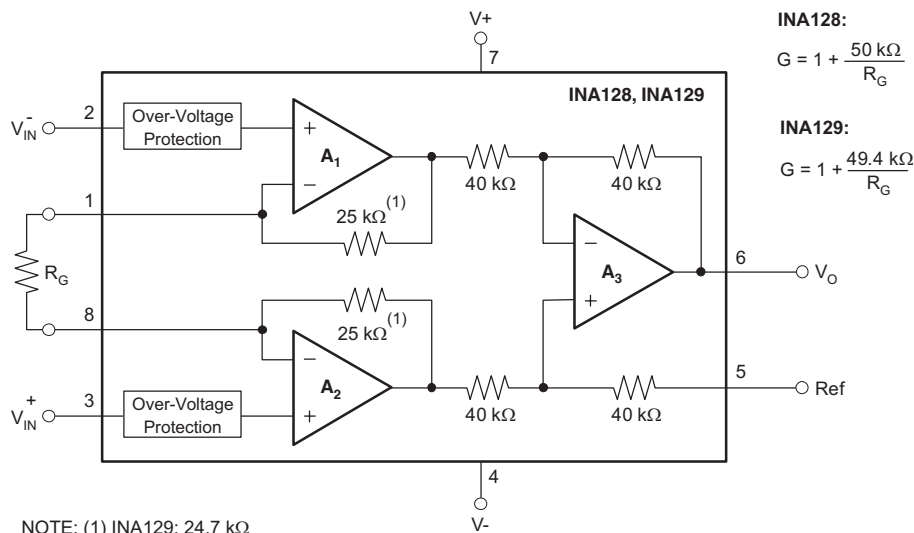 V+
7
INA128:
G = 1 + 50 kΩ / R_G
INA128, INA129
INA129:
G = 1 + 49.4 kΩ / R_G
2
V_IN^-
Over-Voltage
Protection
+
A₁
−
40 kΩ
40 kΩ
1
25 kΩ⁽¹⁾
R_G
−
A₃
+
6
V_O
8
25 kΩ⁽¹⁾
−
A₂
+
3
V_IN^+
Over-Voltage
Protection
40 kΩ
40 kΩ
5
Ref
4
V-
NOTE: (1) INA129: 24.7 kΩ